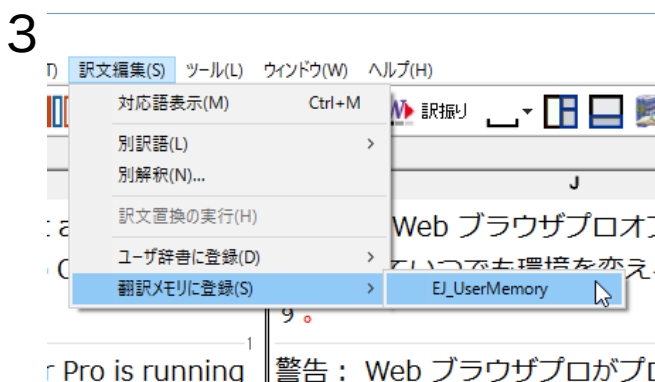 3
T) 訳文編集(S) ツール(L) ウィンドウ(W) ヘルプ(H)
対応語表示(M) Ctrl+M
訳振り
別訳語(L) >
別解釈(N)...
J
訳文置換の実行(H)
Web ブラウザプロオフ
ユーザ辞書に登録(D) >
ていつでも環境を変え
翻訳メモリに登録(S) > EJ_UserMemory
9 。
1
r Pro is running
警告： Web ブラウザプロがプロ